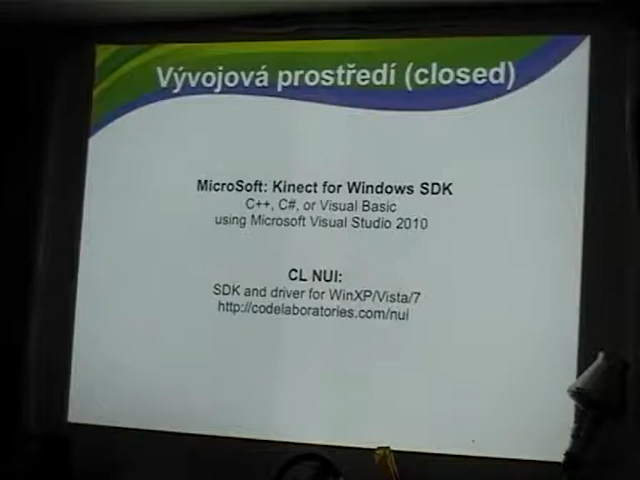 Vývojová prostředí (closed)
MicroSoft: Kinect for Windows SDK
C++, C#, or Visual Basic
using Microsoft Visual Studio 2010
CL NUI:
SDK and driver for WinXP/Vista/7
http://codelaboratories.com/nui